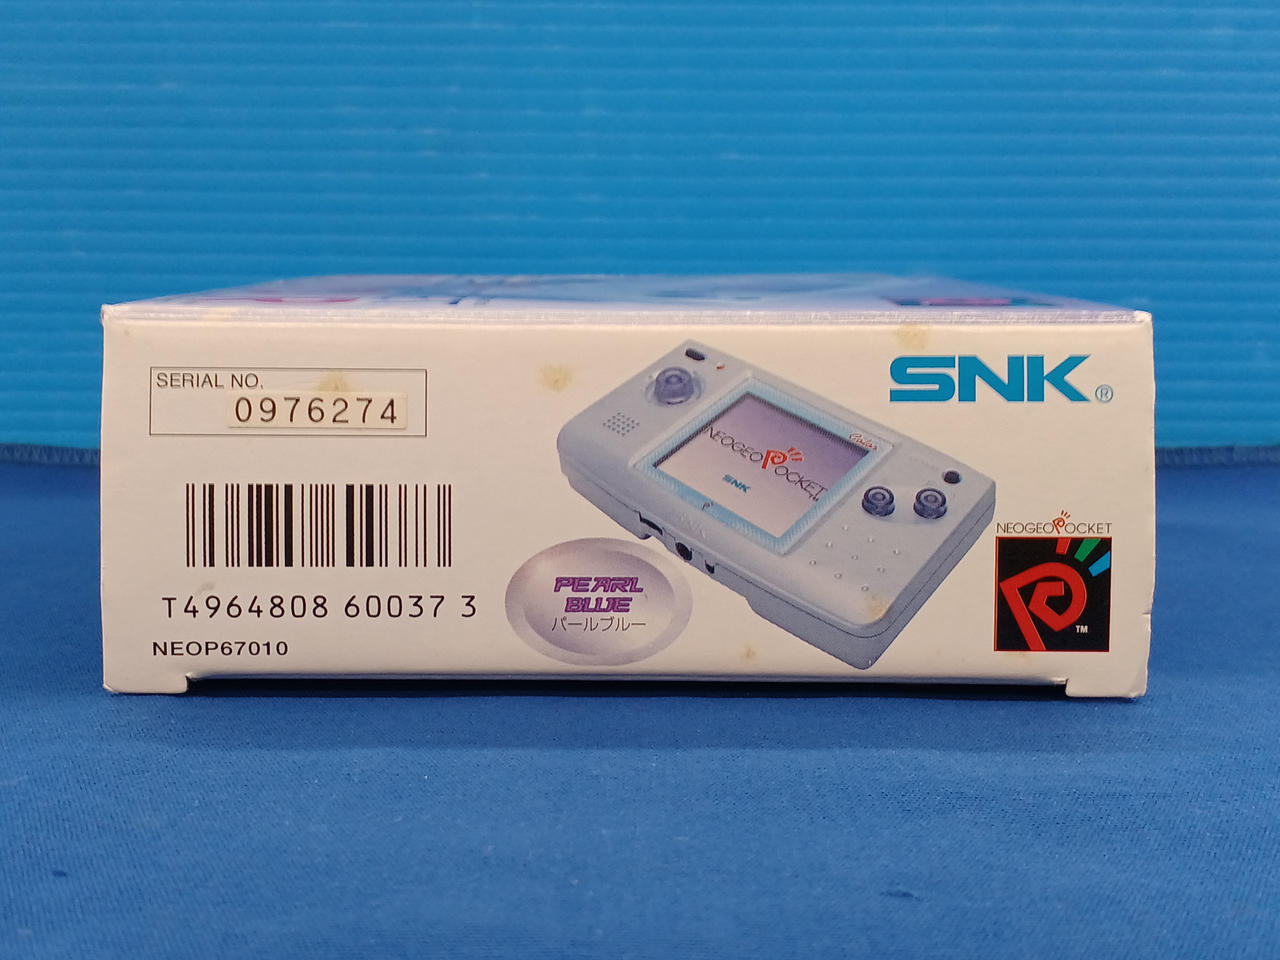 SERIAL NO.
0976274
T4964808 60037 3
NEOP67010
PEARL
BLUE
パールブルー
NEOGEO POCKET
Color
SNK
SNK®
NEOGEO POCKET
TM